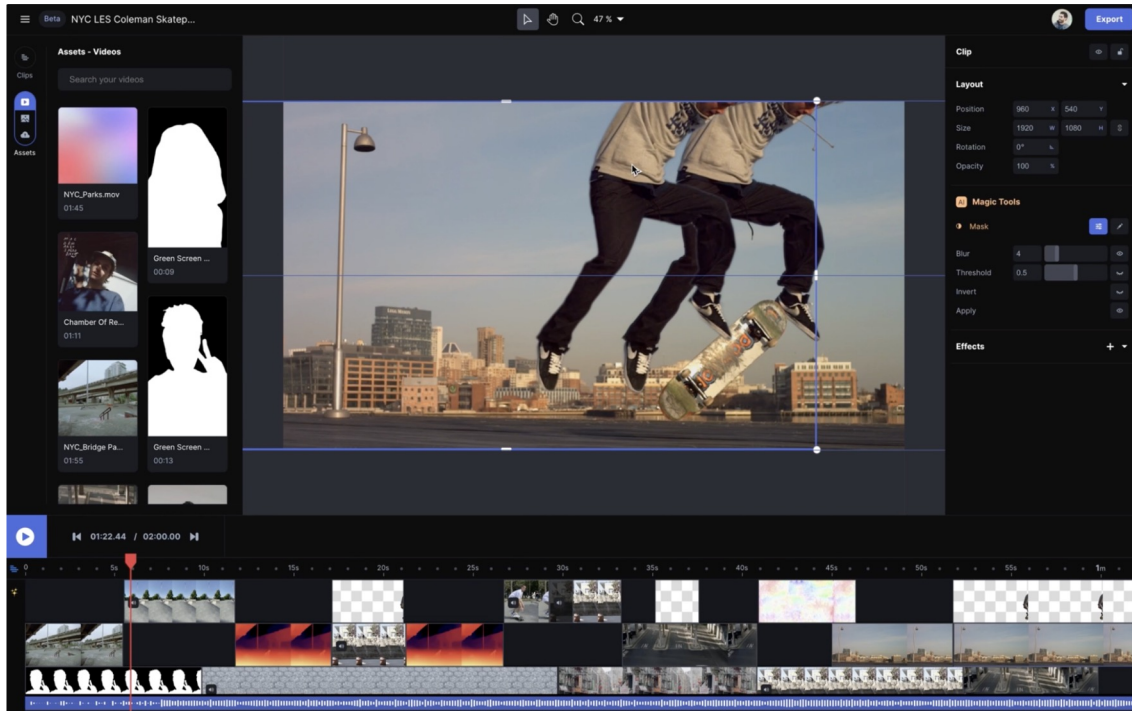 Beta NYC LES Coleman Skatep...
47 %
Export
Clips
Assets
Assets - Videos
Search your videos
NYC_Parks.mov
01:45
Green Screen ...
00:09
Chamber Of Re...
01:11
NYC_Bridge Pa...
01:55
Green Screen ...
00:13
Clip
Layout
Position 960 X 540 Y
Size 1920 W 1080 H
Rotation 0°
Opacity 100 %
AI Magic Tools
Mask
Blur 4
Threshold 0.5
Invert
Apply
Effects
01:22.44 / 02:00.00
0 5s 10s 15s 20s 25s 30s 35s 40s 45s 50s 55s 1m